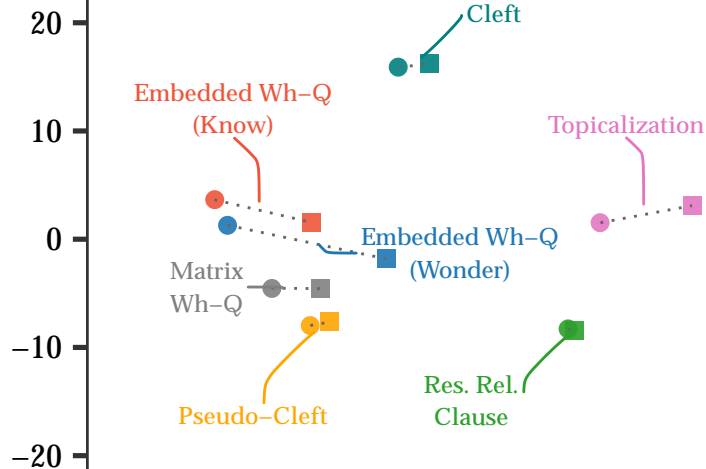 20
Cleft
Embedded Wh–Q
(Know)
10
Topicalization
0
Embedded Wh–Q
(Wonder)
Matrix
Wh–Q
−10
Res. Rel.
Clause
Pseudo–Cleft
−20